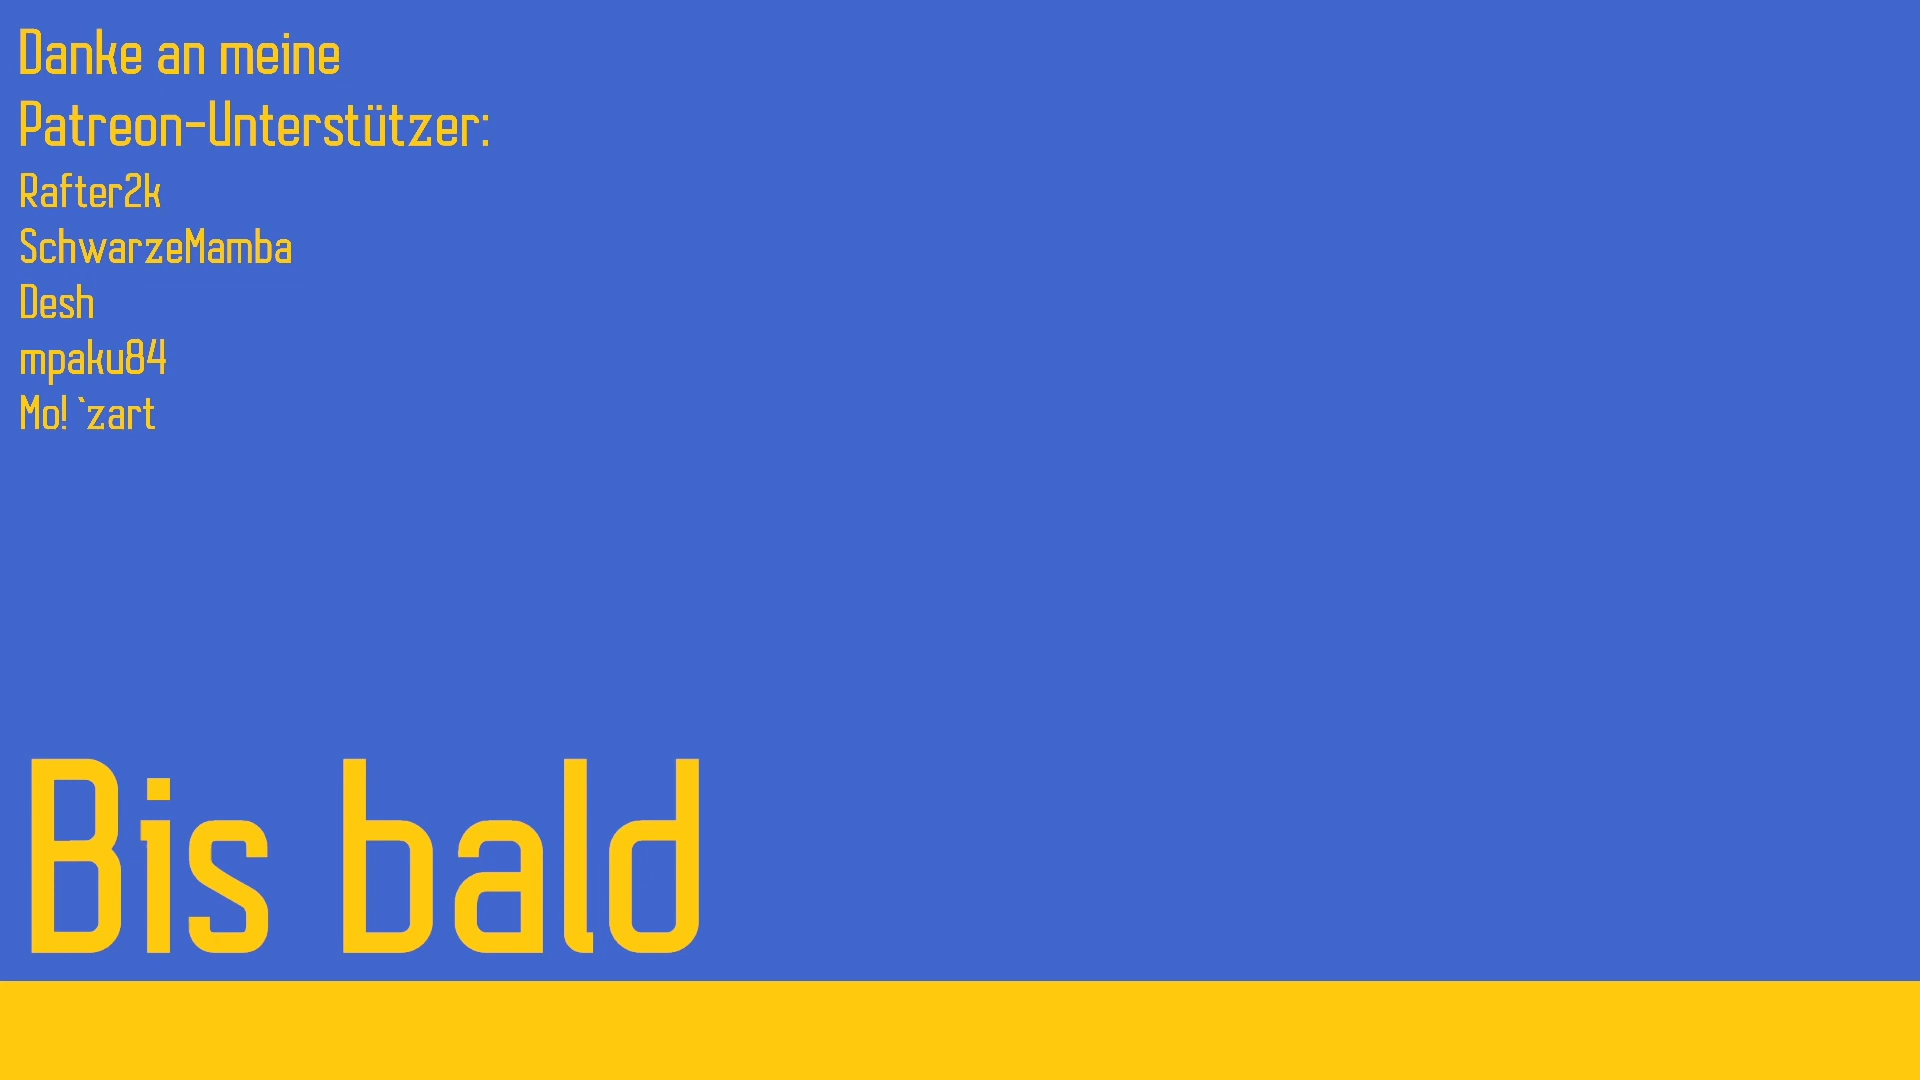 Danke an meine
Patreon-Unterstützer:
Rafter2k
SchwarzeMamba
Desh
mpaku84
Mo! `zart
Bis bald